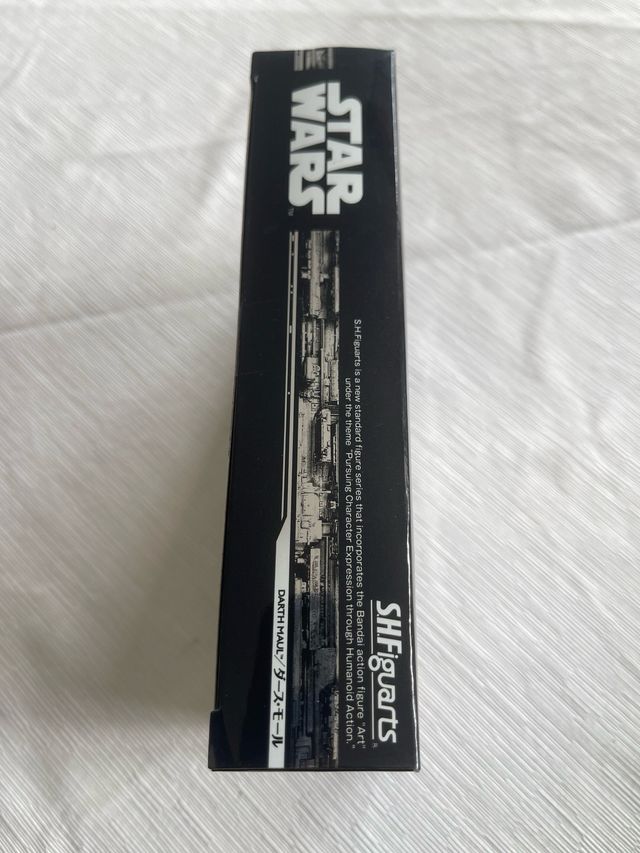 STAR
WARS
TM
S.H.Figuarts is a new standard figure series that incorporates the Bandai action figure "Art"
under the theme "Pursuing Character Expression through Humanoid Action."
S.H.Figuarts®
DARTH MAUL™/ダース・モール